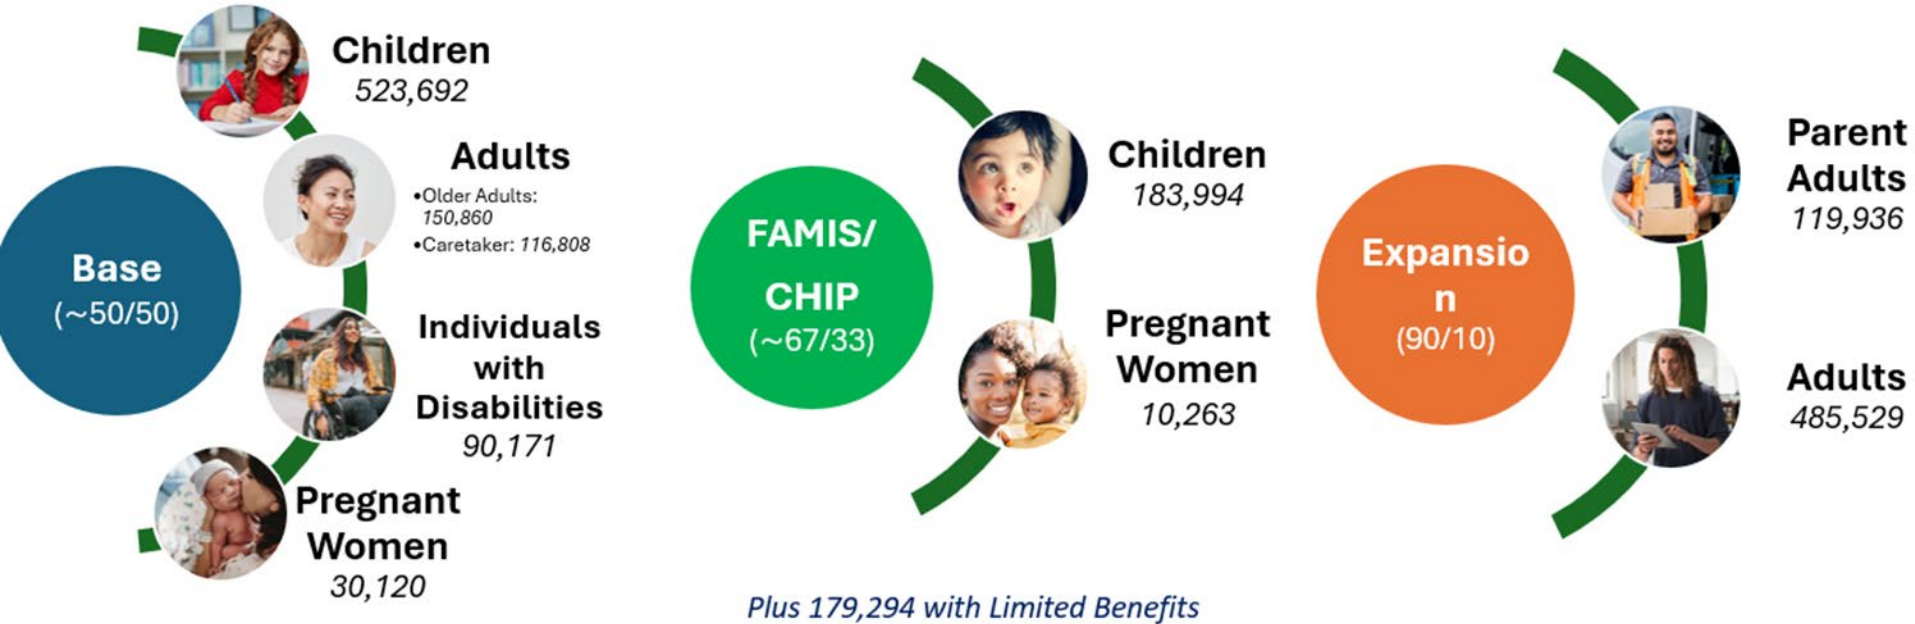 Base
(~50/50)
Children
523,692
Adults
•Older Adults:
150,860
•Caretaker: 116,808
Individuals
with
Disabilities
90,171
Pregnant
Women
30,120
FAMIS/
CHIP
(~67/33)
Children
183,994
Pregnant
Women
10,263
Expansio
n
(90/10)
Parent
Adults
119,936
Adults
485,529
Plus 179,294 with Limited Benefits